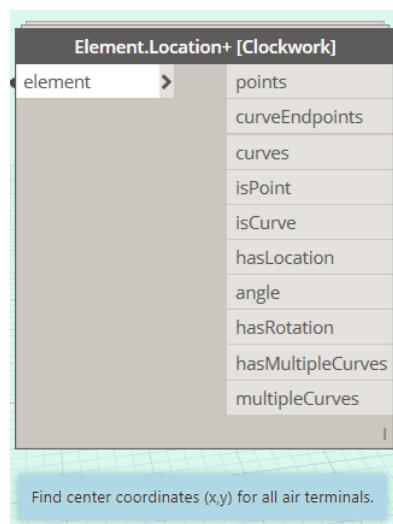 Element.Location+ [Clockwork]
element >
points
curveEndpoints
curves
isPoint
isCurve
hasLocation
angle
hasRotation
hasMultipleCurves
multipleCurves
Find center coordinates (x,y) for all air terminals.